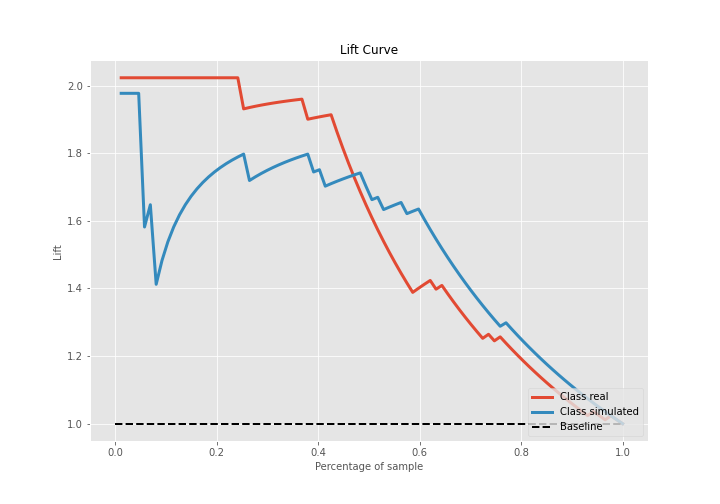 Lift Curve
Lift
2.0
1.8
1.6
1.4
1.2
1.0
0.0 0.2 0.4 0.6 0.8 1.0
Percentage of sample
Class real
Class simulated
Baseline